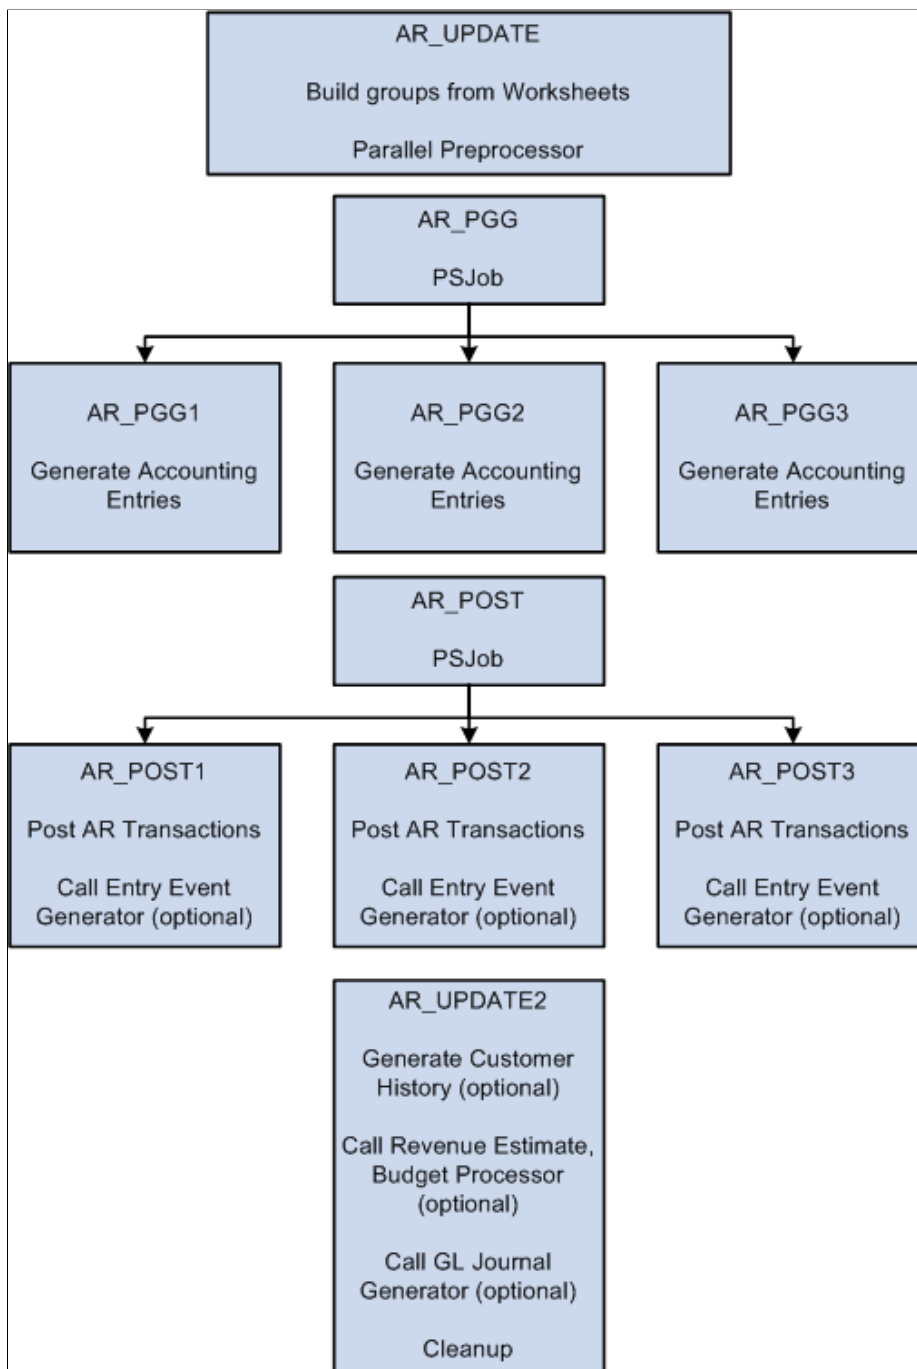 AR_UPDATE
Build groups from Worksheets
Parallel Preprocessor
AR_PGG
PSJob
AR_PGG1
Generate Accounting
Entries
AR_PGG2
Generate Accounting
Entries
AR_PGG3
Generate Accounting
Entries
AR_POST
PSJob
AR_POST1
Post AR Transactions
Call Entry Event
Generator (optional)
AR_POST2
Post AR Transactions
Call Entry Event
Generator (optional)
AR_POST3
Post AR Transactions
Call Entry Event
Generator (optional)
AR_UPDATE2
Generate Customer
History (optional)
Call Revenue Estimate,
Budget Processor
(optional)
Call GL Journal
Generator (optional)
Cleanup